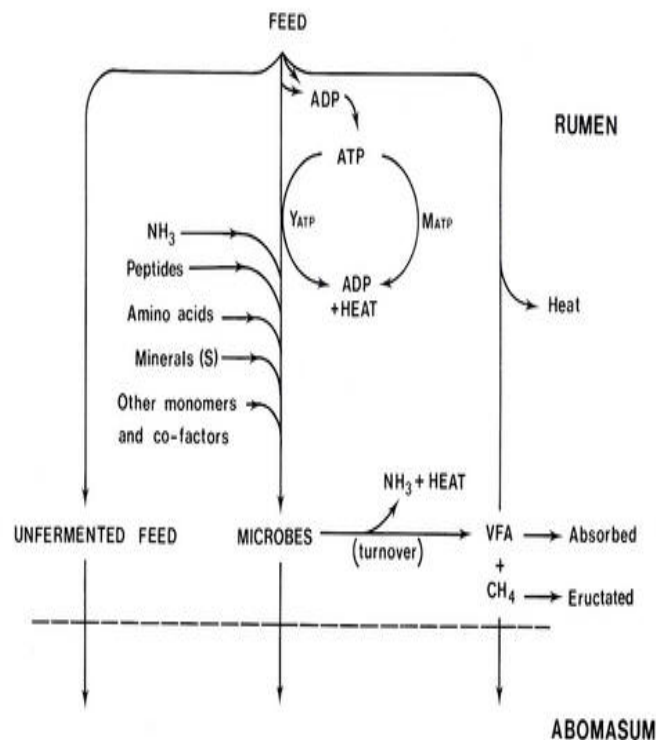 FEED
ADP
RUMEN
ATP
YATP
MATP
NH3
Peptides
ADP
+HEAT
Heat
Amino acids
Minerals (S)
Other monomers
and co-factors
NH3 + HEAT
UNFERMENTED FEED
MICROBES
(turnover)
VFA
Absorbed
+
CH4
Eructated
ABOMASUM